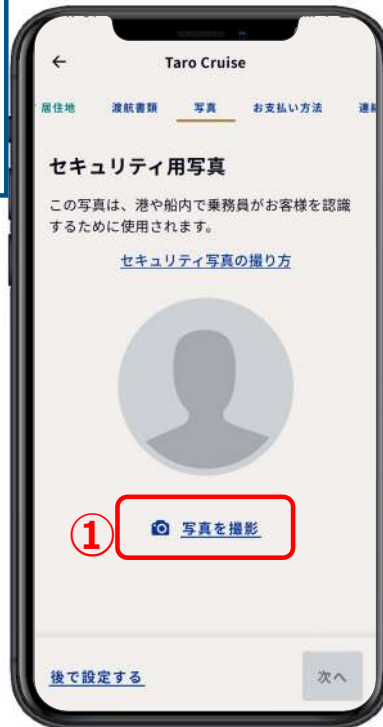 ←
Taro Cruise
居住地 渡航書類 写真 お支払い方法
セキュリティ用写真
この写真は、港や船内で乗務員がお客様を認識
するために使用されます。
セキュリティ写真の撮り方
① 写真を撮影
後で設定する 次へ